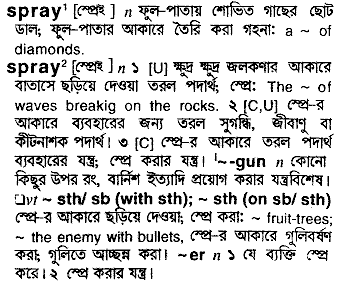 spray¹ [স্প্রেই] n ফুল-পাতায় শোভিত গাছের ছোট
ডাল; ফুল-পাতার আকারে তৈরি করা গহনা: a ~ of
diamonds.
spray² [স্প্রেই] n ১ [U] ক্ষুদ্র ক্ষুদ্র জলকণার আকারে
বাতাসে ছড়িয়ে দেওয়া তরল পদার্থ, স্প্রে: The ~ of
waves breakig on the rocks. ২ [C,U] স্প্রে-র
আকারে ব্যবহারের জন্য তরল সুগন্ধি, জীবাণু বা
কীটনাশক পদার্থ। ৩ [C] স্প্রে-র আকারে তরল পদার্থ
ব্যবহারের যন্ত্র; স্প্রে করার যন্ত্র। '~-gun n কোনো
কিছুর উপর রং, বার্নিশ ইত্যাদি প্রয়োগ করার যন্ত্রবিশেষ।
□vt ~ sth/ sb (with sth); ~ sth (on sb/ sth)
স্প্রে-র আকারে ছড়িয়ে দেওয়া; স্প্রে করা: ~ fruit-trees;
~ the enemy with bullets, স্প্রে-র আকারে গুলিবর্ষণ
করা; গুলিতে আচ্ছন্ন করা। ~er n ১ যে ব্যক্তি স্প্রে
করে। ২ স্প্রে করার যন্ত্র।